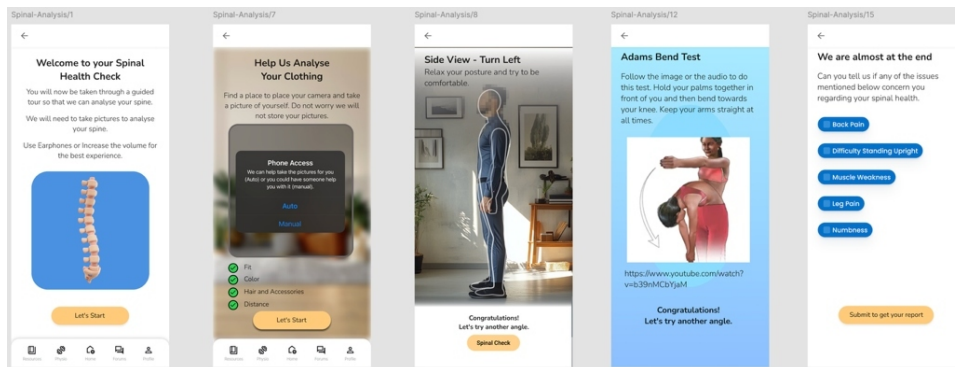 Spinal-Analysis/1
Welcome to your Spinal
Health Check
You will now be taken through a guided
tour so that we can analyse your spine.
We will need to take pictures to analyse
your spine.
Use Earphones or Increase the volume for
the best experience.
Let's Start
Resources
Physio
Home
Forums
Profile
Spinal-Analysis/7
Help Us Analyse
Your Clothing
Find a place to place your camera and take
a picture of yourself. Do not worry we will
not store your pictures.
Phone Access
We can help take the pictures for you
(Auto) or you could have someone help
you with it (manual).
Auto
Manual
Fit
Color
Hair and Accessories
Distance
Let's Start
Resources
Physio
Home
Forums
Profile
Spinal-Analysis/8
Side View - Turn Left
Relax your posture and try to be
comfortable.
Congratulations!
Let's try another angle.
Spinal Check
Spinal-Analysis/12
Adams Bend Test
Follow the image or the audio to do
this test. Hold your palms together in
front of you and then bend towards
your knee. Keep your arms straight at
all times.
https://www.youtube.com/watch?
v=b39nMCbYjaM
Congratulations!
Let's try another angle.
Spinal-Analysis/15
We are almost at the end
Can you tell us if any of the issues
mentioned below concern you
regarding your spinal health.
Back Pain
Difficulty Standing Upright
Muscle Weakness
Leg Pain
Numbness
Submit to get your report